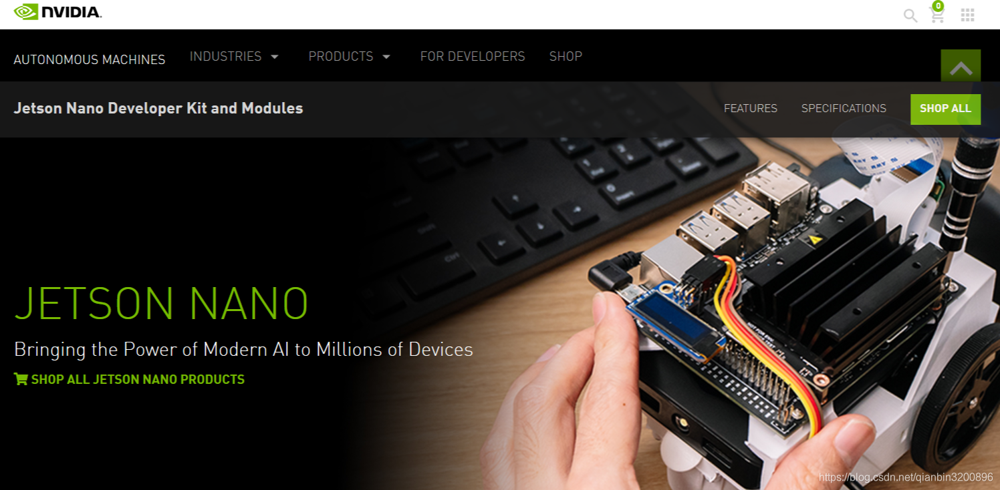 NVIDIA.
0
AUTONOMOUS MACHINES
INDUSTRIES
PRODUCTS
FOR DEVELOPERS
SHOP
Jetson Nano Developer Kit and Modules
FEATURES
SPECIFICATIONS
SHOP ALL
JETSON NANO
Bringing the Power of Modern AI to Millions of Devices
SHOP ALL JETSON NANO PRODUCTS
Insert
Ctrl
https://blog.csdn.net/qianbin3200896